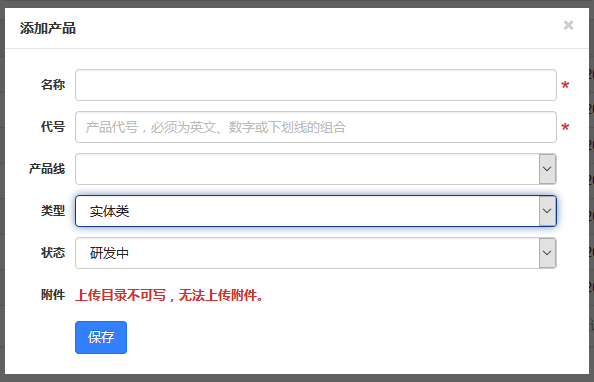 添加产品 ×
名称 *
代号 产品代号，必须为英文、数字或下划线的组合 *
产品线
类型 实体类
状态 研发中
附件 上传目录不可写，无法上传附件。
保存